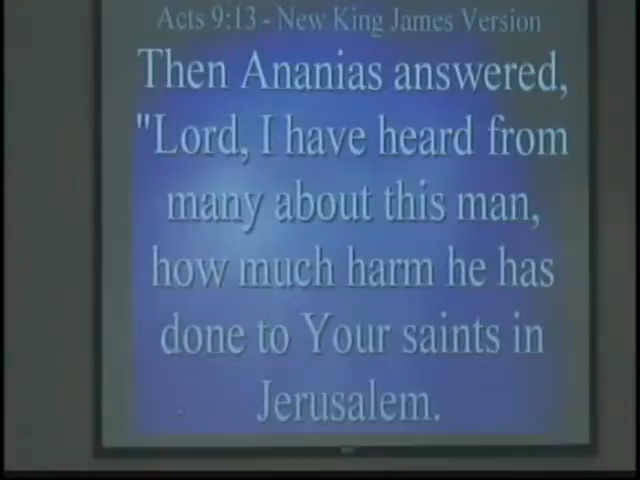 Acts 9:13 - New King James Version
Then Ananias answered,
"Lord, I have heard from
many about this man,
how much harm he has
done to Your saints in
Jerusalem.